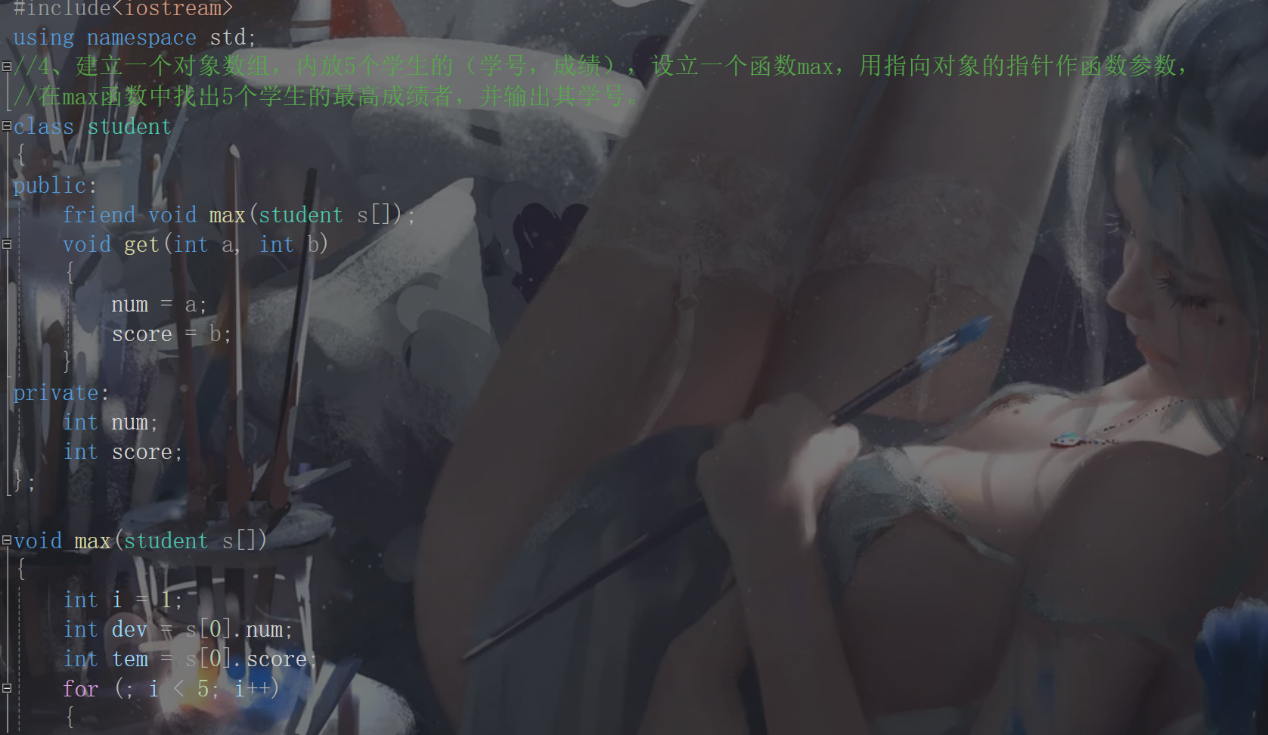 #include<iostream>
using namespace std;
//4、建立一个对象数组，内放5个学生的（学号，成绩），设立一个函数max，用指向对象的指针作函数参数，
//在max函数中找出5个学生的最高成绩者，并输出其学号。
class student
{
public:
    friend void max(student s[]);
    void get(int a, int b)
    {
        num = a;
        score = b;
    }
private:
    int num;
    int score;
};

void max(student s[])
{
    int i = 1;
    int dev = s[0].num;
    int tem = s[0].score;
    for (; i < 5; i++)
    {